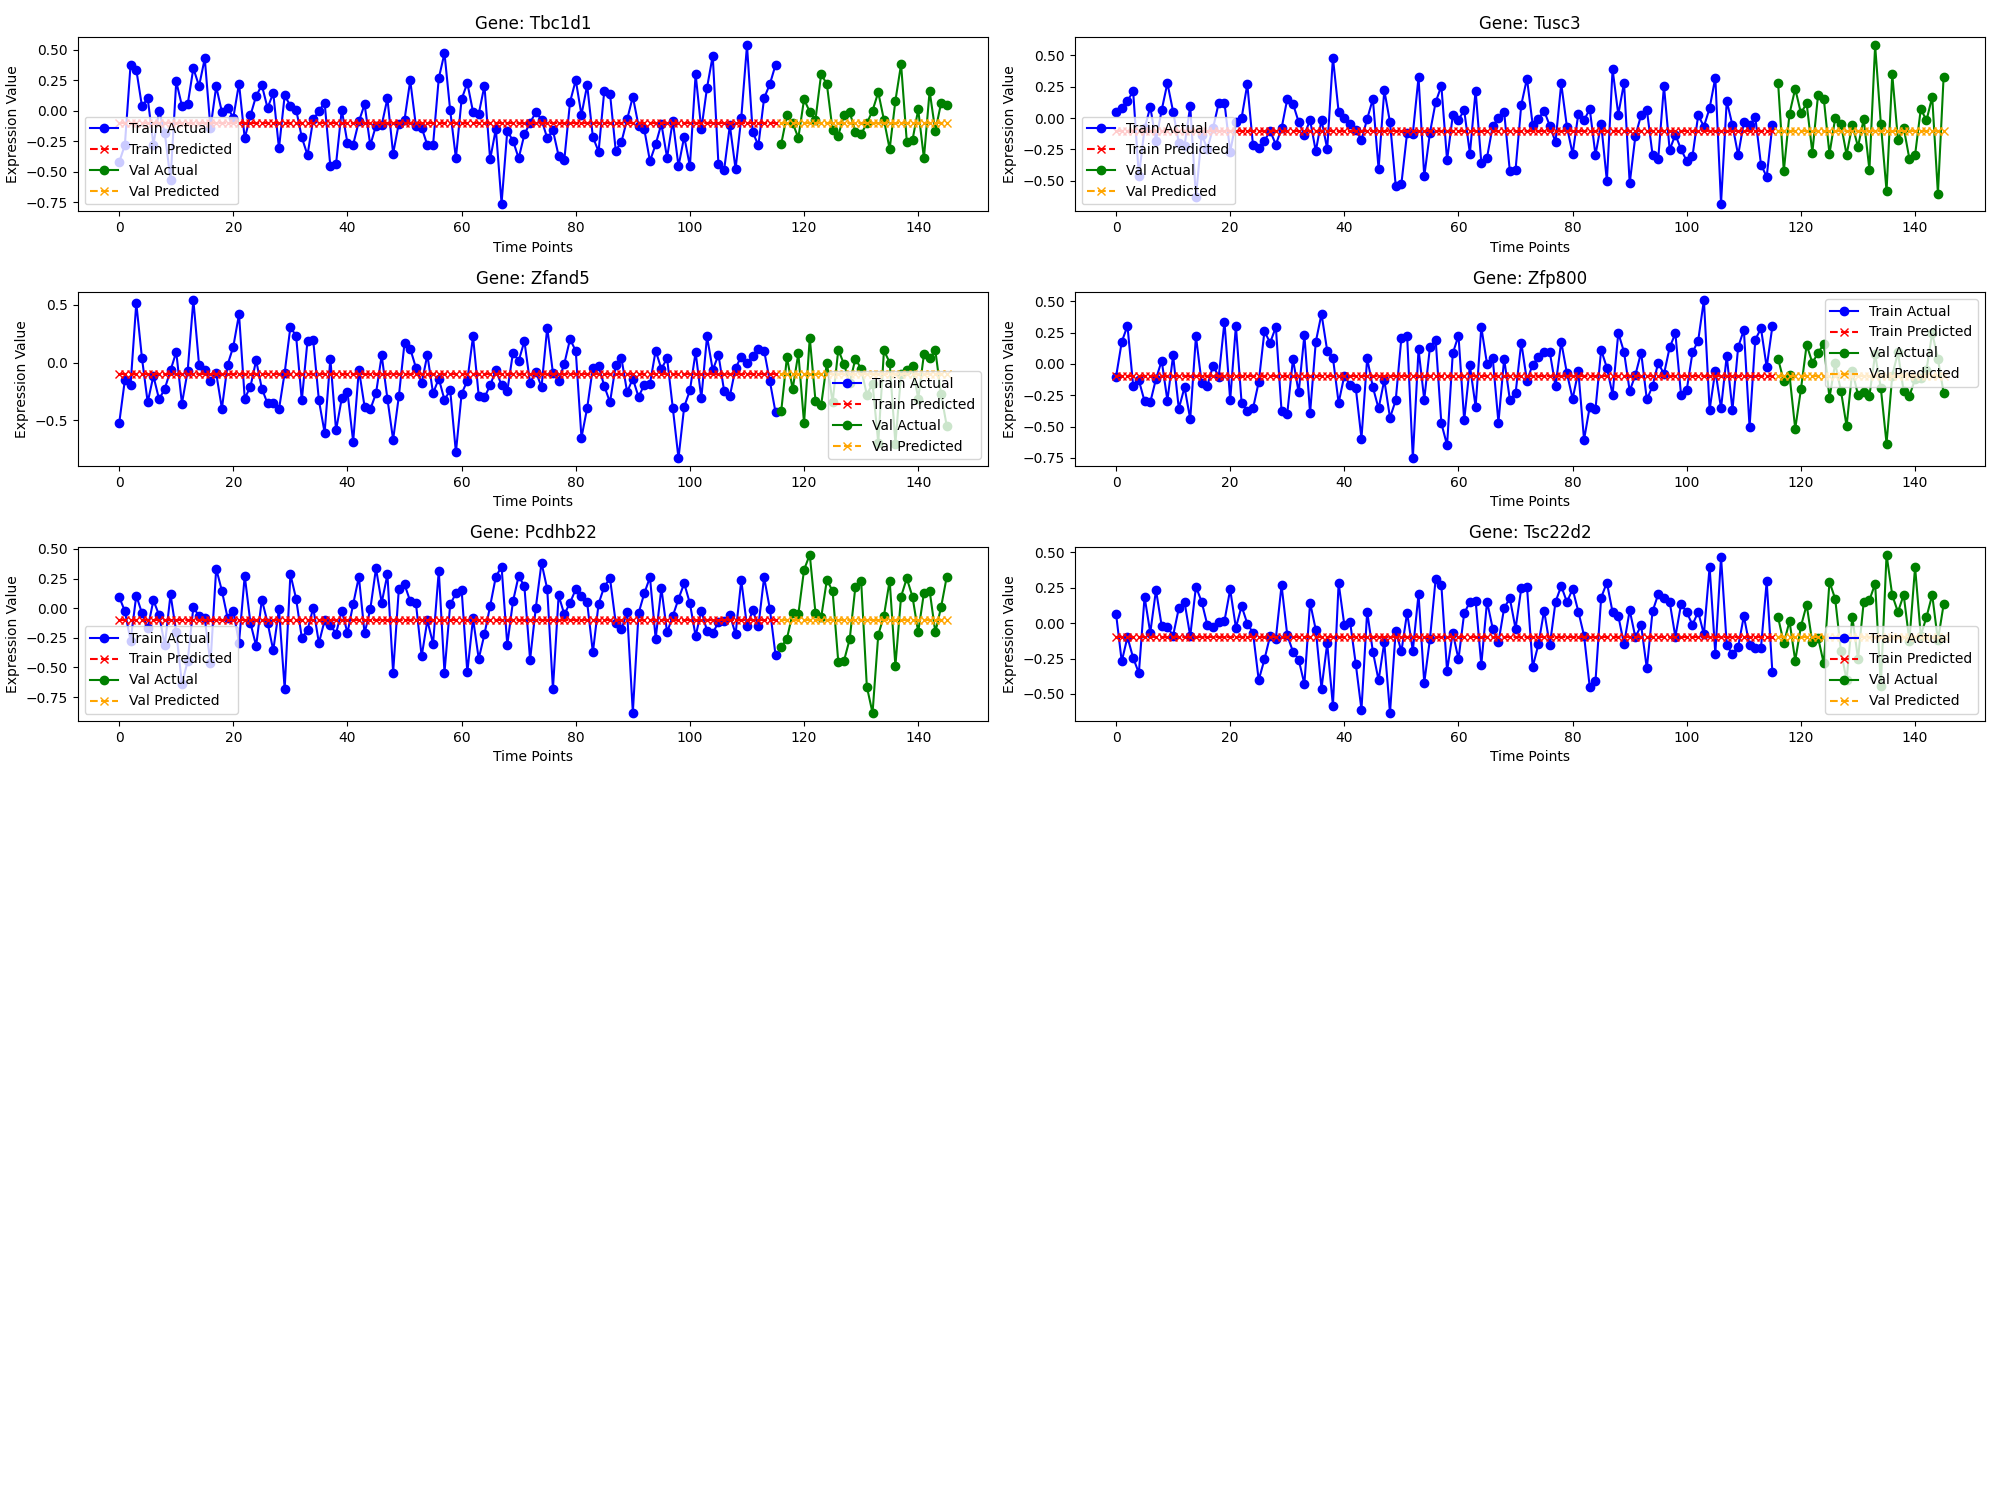 Gene: Tbc1d1
Expression Value
0.50
0.25
0.00
−0.25
−0.50
−0.75
Train Actual
Train Predicted
Val Actual
Val Predicted
0 20 40 60 80 100 120 140
Time Points
Gene: Tusc3
Expression Value
0.50
0.25
0.00
−0.25
−0.50
Train Actual
Train Predicted
Val Actual
Val Predicted
0 20 40 60 80 100 120 140
Time Points
Gene: Zfand5
Expression Value
0.5
0.0
−0.5
Train Actual
Train Predicted
Val Actual
Val Predicted
0 20 40 60 80 100 120 140
Time Points
Gene: Zfp800
Expression Value
0.50
0.25
0.00
−0.25
−0.50
−0.75
Train Actual
Train Predicted
Val Actual
Val Predicted
0 20 40 60 80 100 120 140
Time Points
Gene: Pcdhb22
Expression Value
0.50
0.25
0.00
−0.25
−0.50
−0.75
Train Actual
Train Predicted
Val Actual
Val Predicted
0 20 40 60 80 100 120 140
Time Points
Gene: Tsc22d2
Expression Value
0.50
0.25
0.00
−0.25
−0.50
Train Actual
Train Predicted
Val Actual
Val Predicted
0 20 40 60 80 100 120 140
Time Points